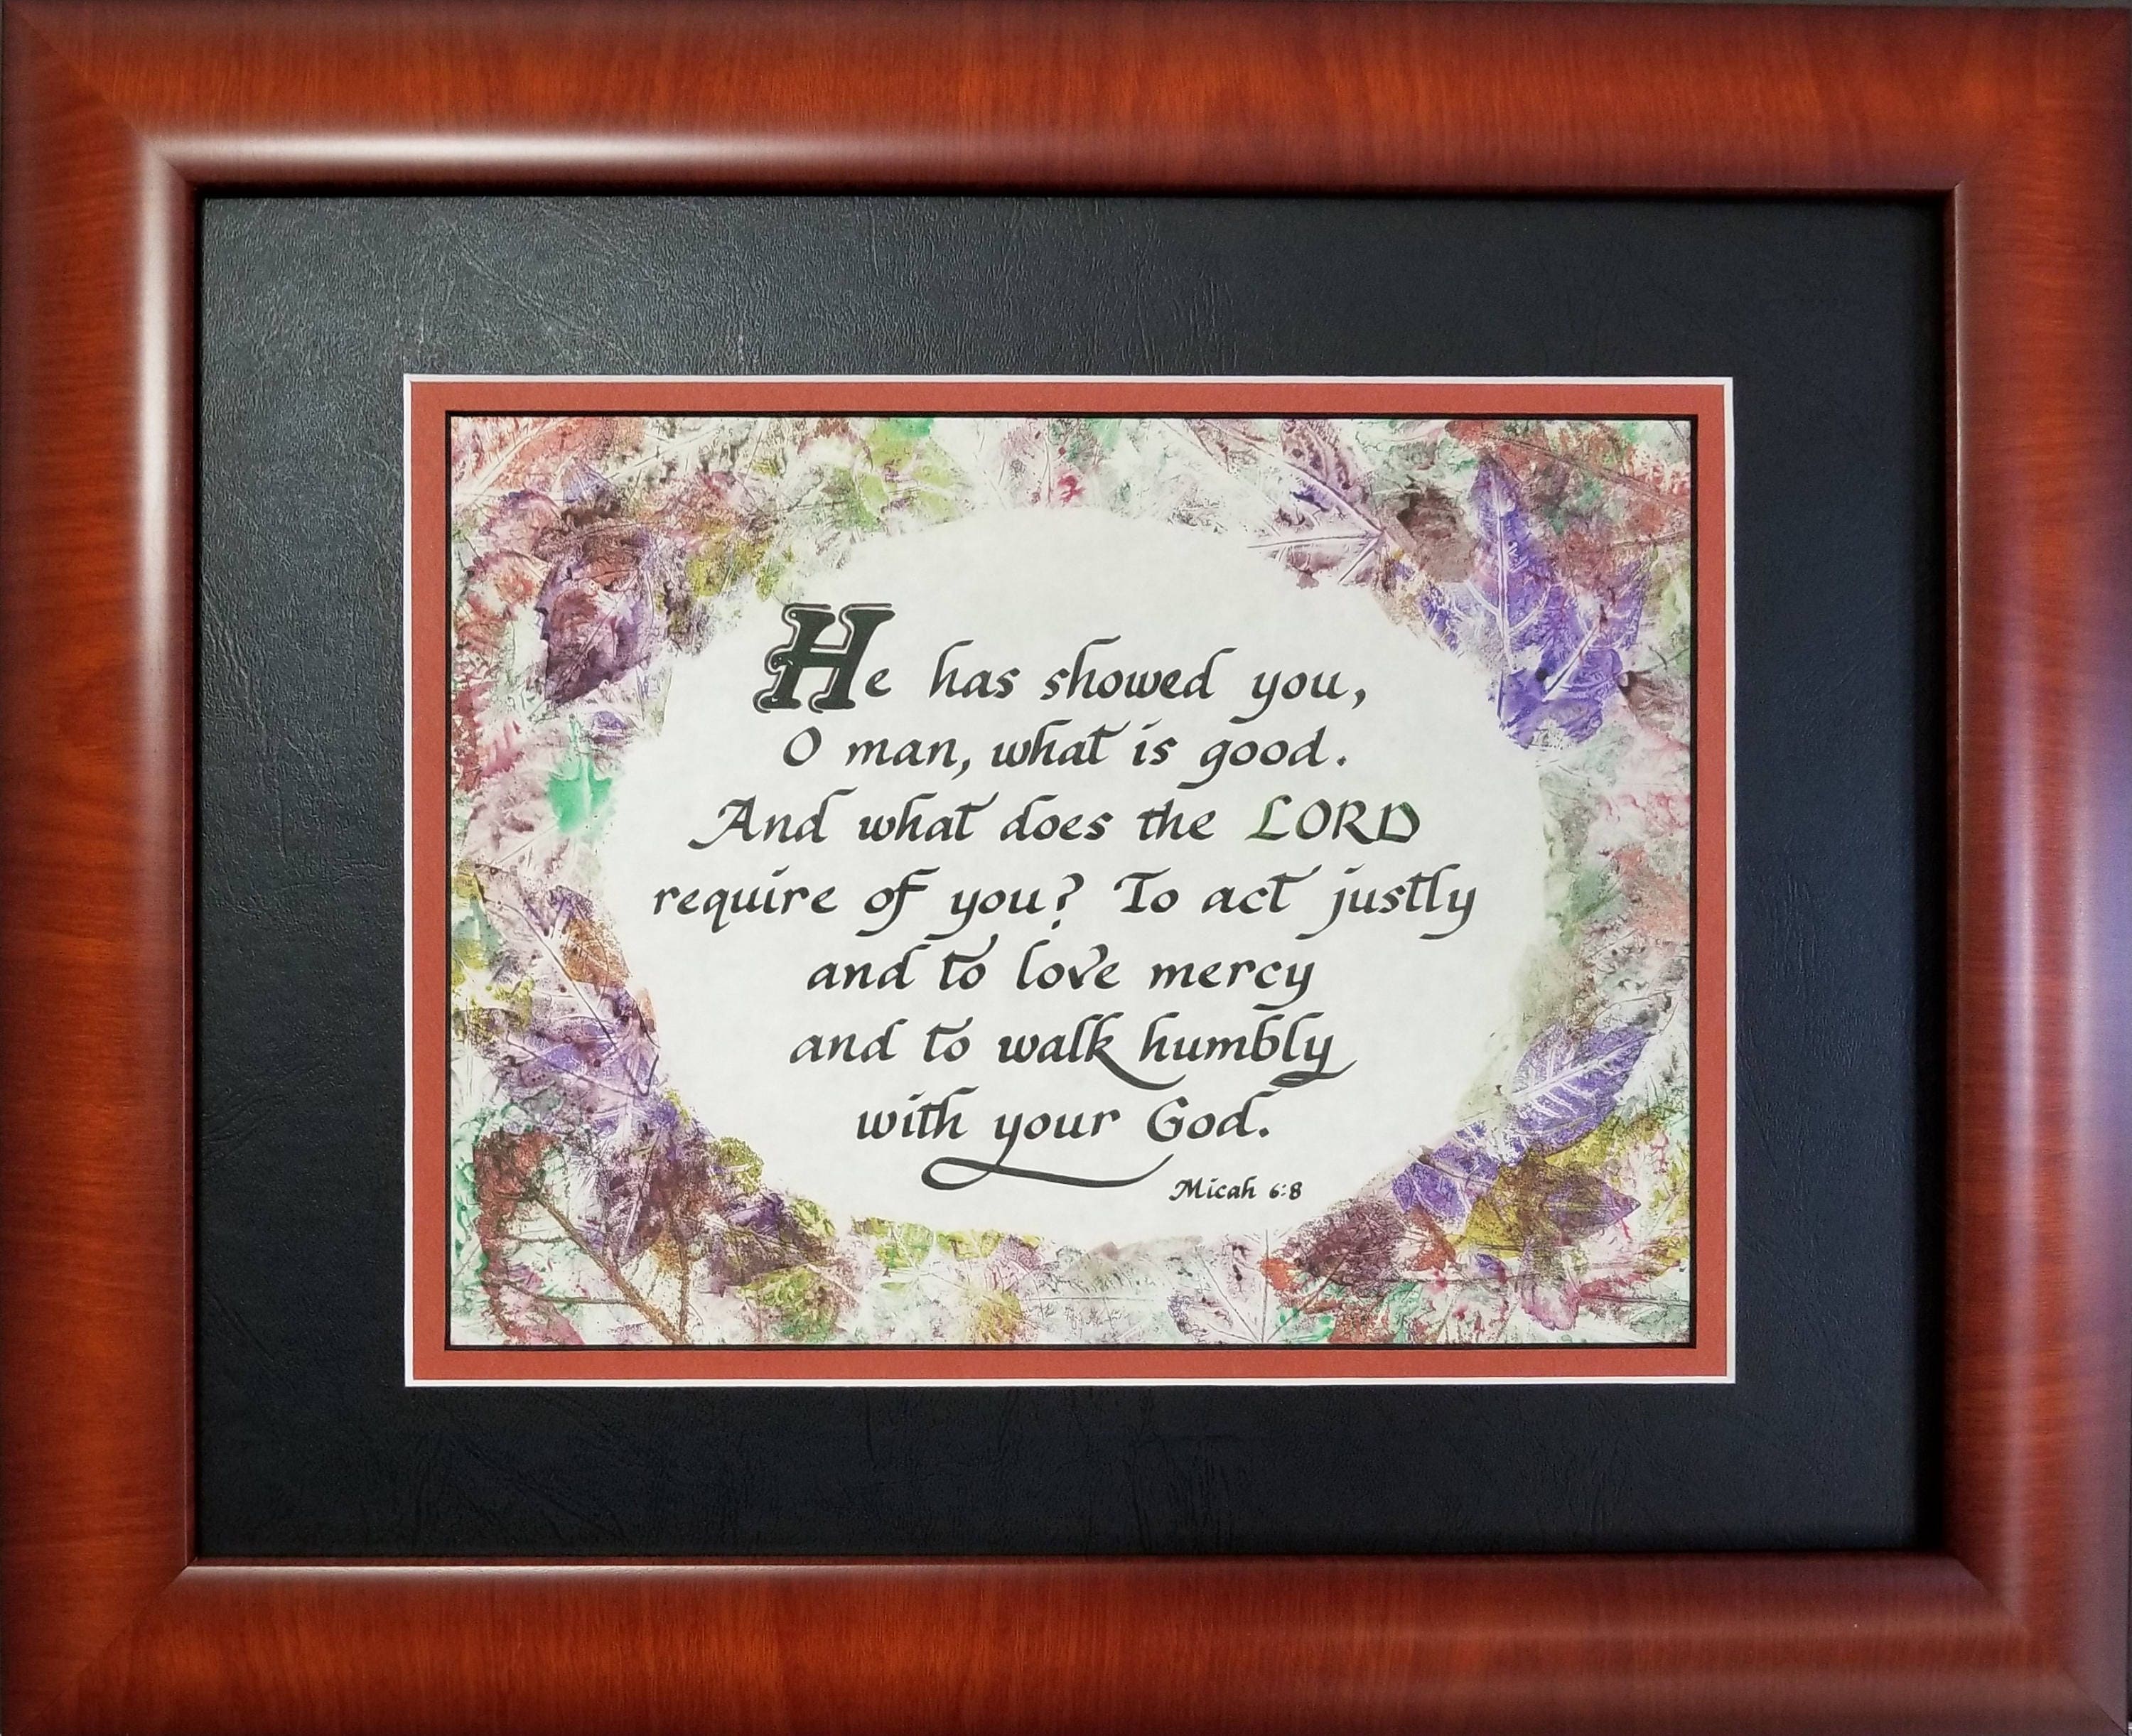 He has showed you,
O man, what is good.
And what does the LORD
require of you? To act justly
and to love mercy
and to walk humbly
with your God.
Micah 6:8